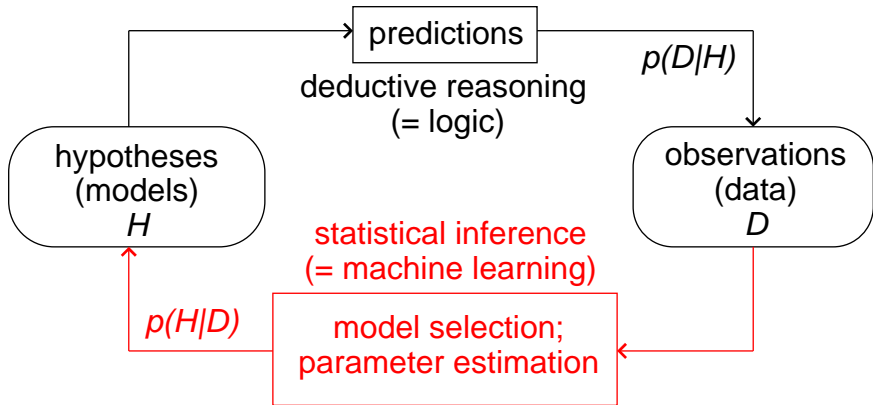 predictions
p(D|H)
deductive reasoning
(= logic)
hypotheses
(models)
H
observations
(data)
D
statistical inference
(= machine learning)
p(H|D)
model selection;
parameter estimation